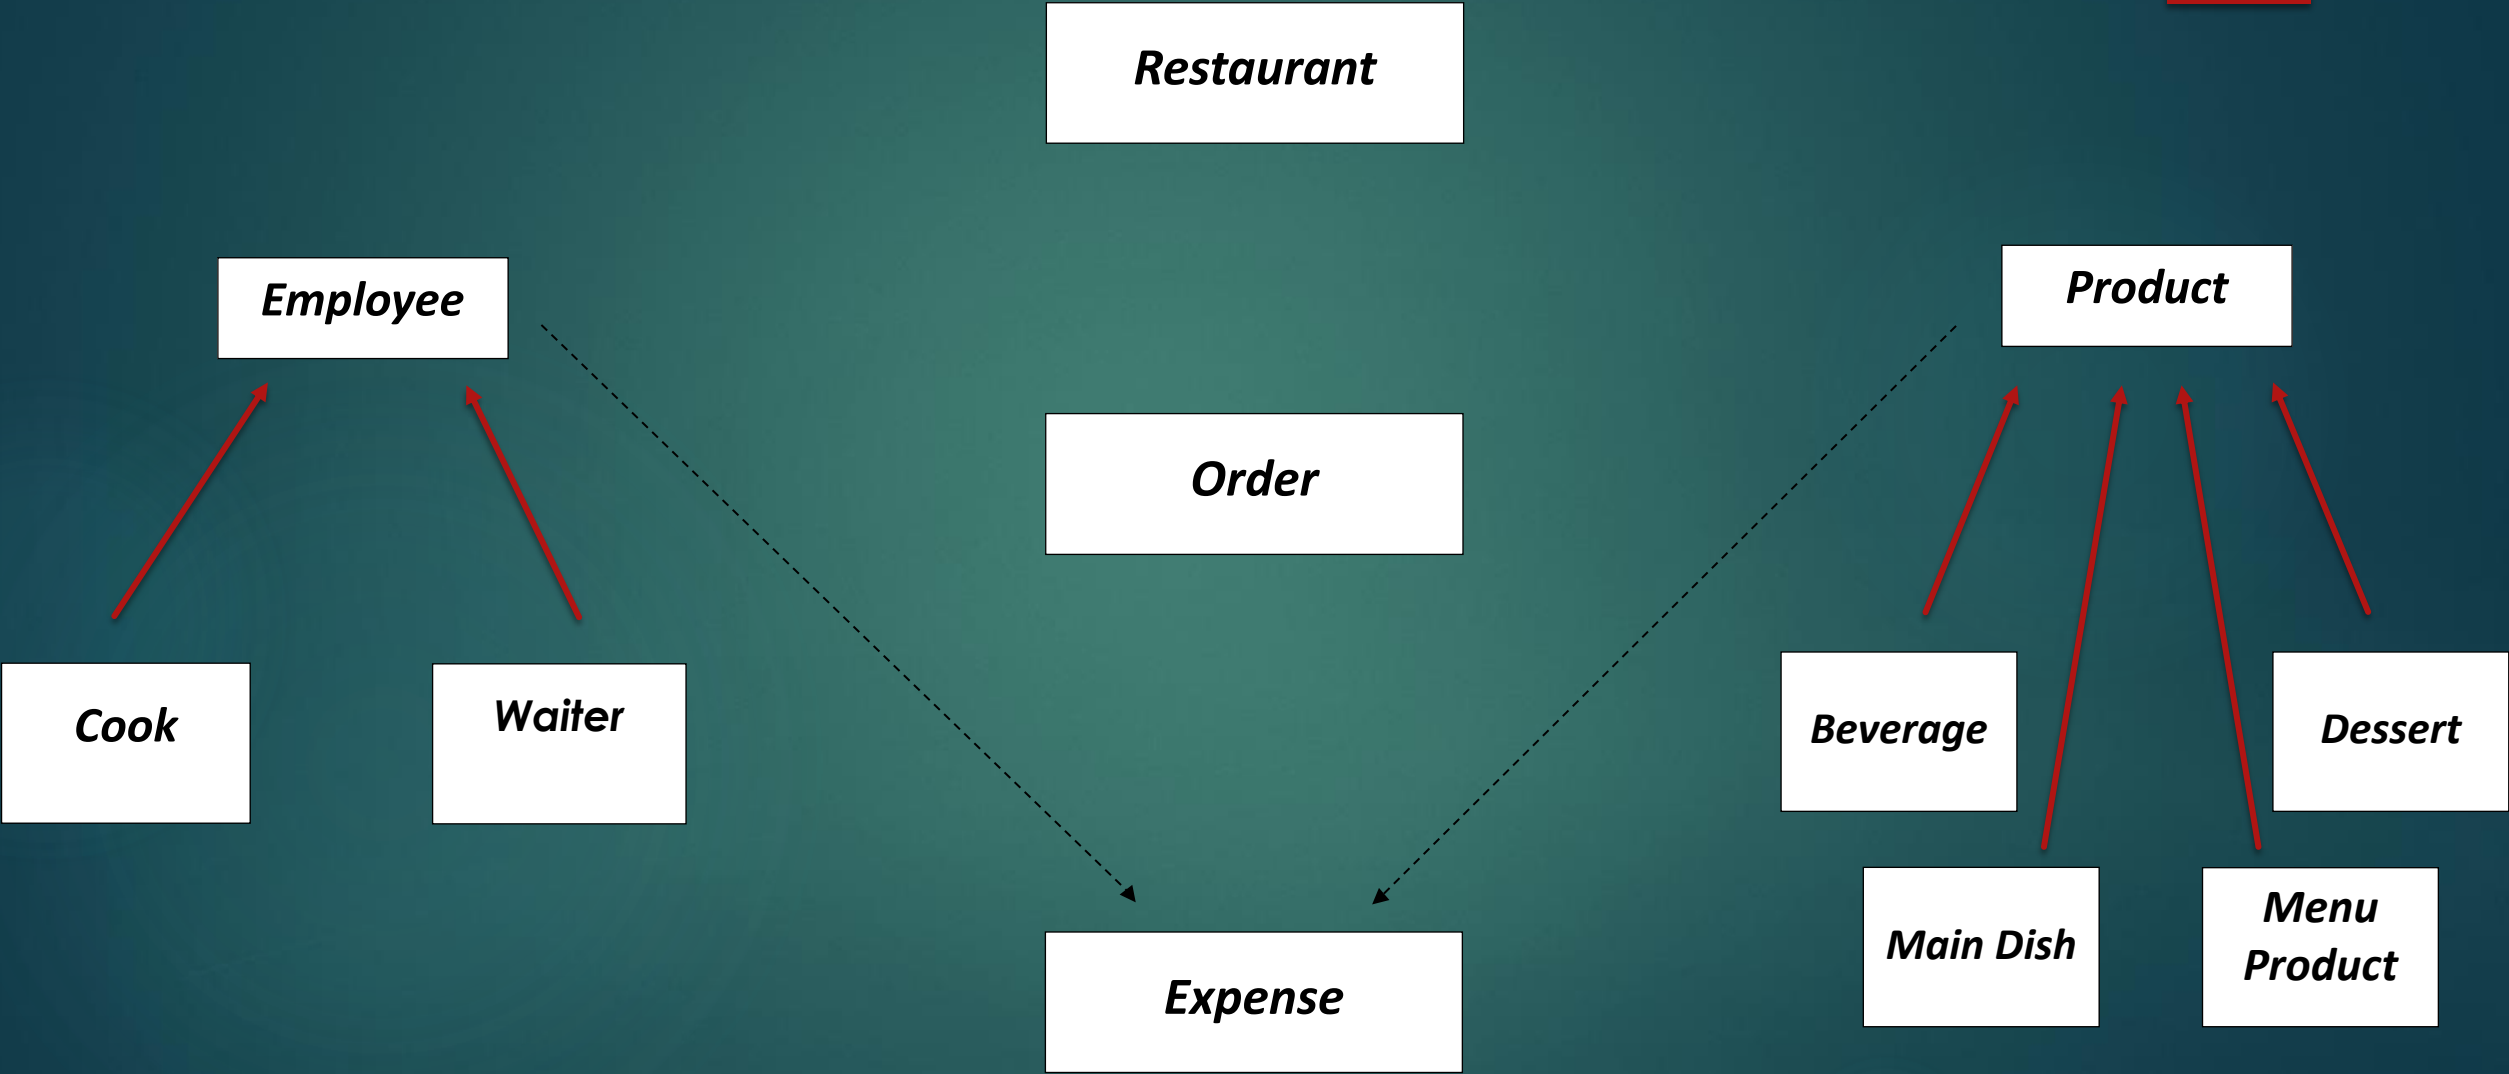 Restaurant
Employee
Product
Order
Cook
Waiter
Beverage
Dessert
Main Dish
Menu
Product
Expense